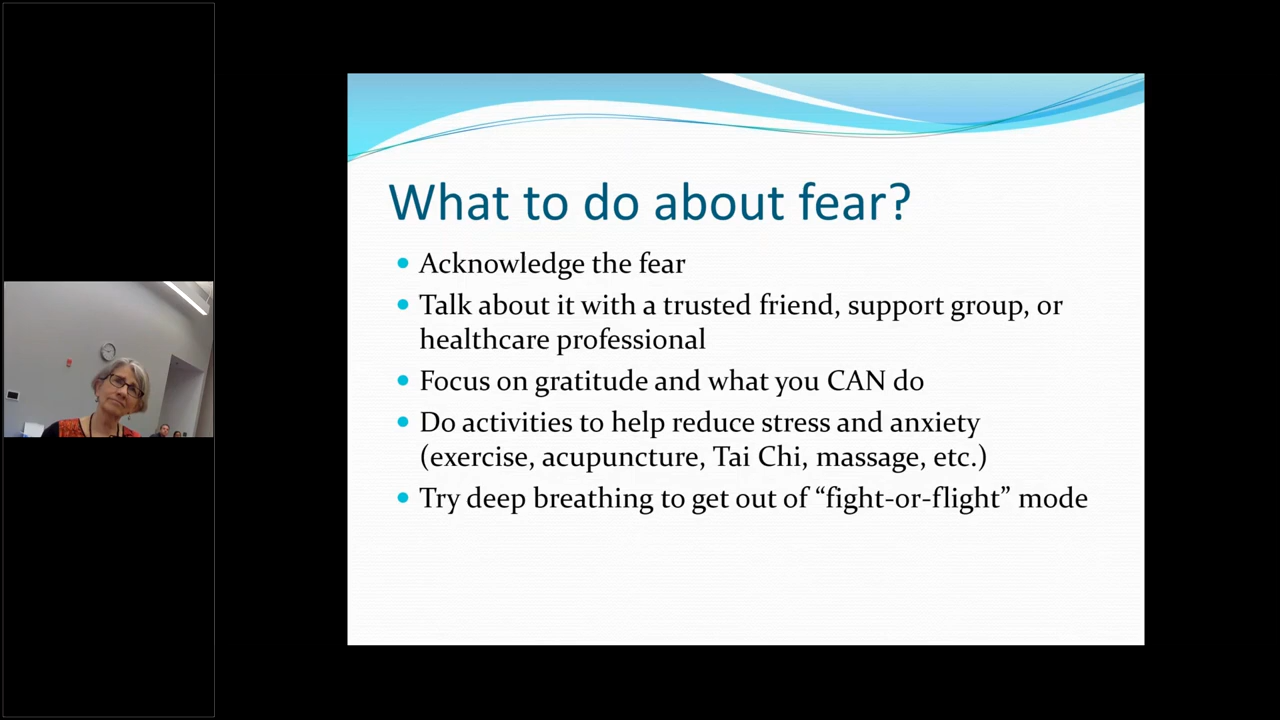 What to do about fear?
Acknowledge the fear
Talk about it with a trusted friend, support group, or
healthcare professional
Focus on gratitude and what you CAN do
Do activities to help reduce stress and anxiety
(exercise, acupuncture, Tai Chi, massage, etc.)
Try deep breathing to get out of “fight-or-flight” mode